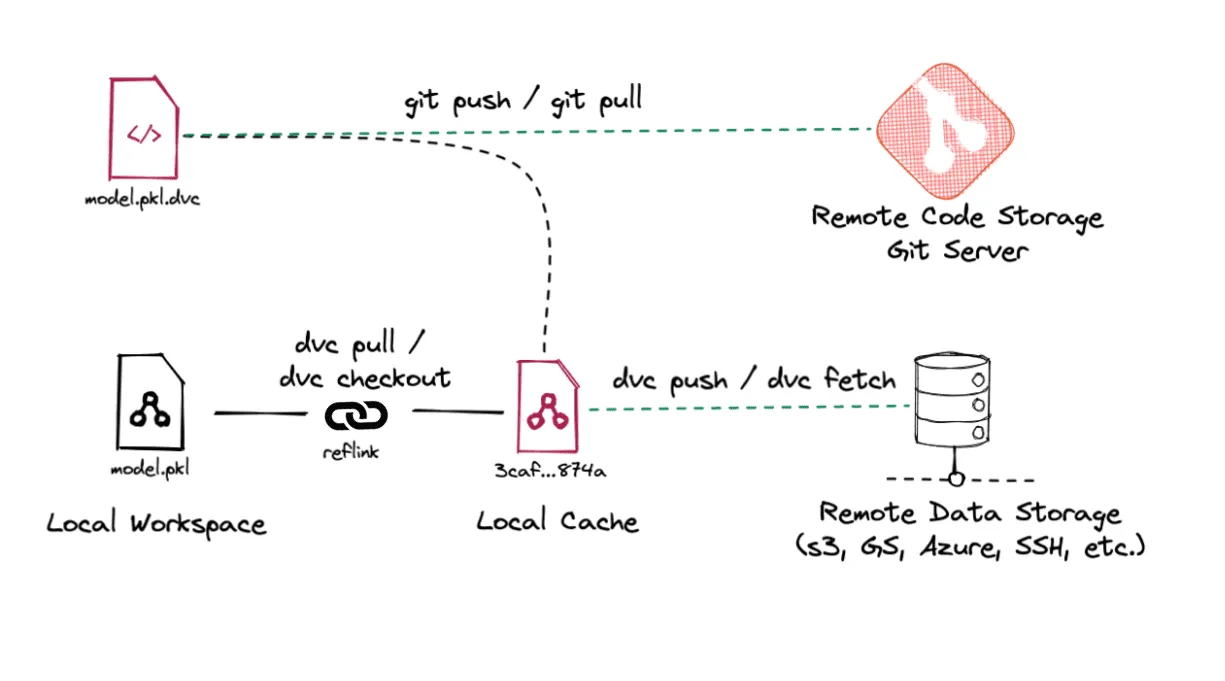 git push / git pull
</>
model.pkl.dvc
Remote Code Storage
Git Server
dvc pull /
dvc checkout
dvc push / dvc fetch
reflink
model.pkl
3caf...874a
Local Workspace
Local Cache
Remote Data Storage
(s3, GS, Azure, SSH, etc.)